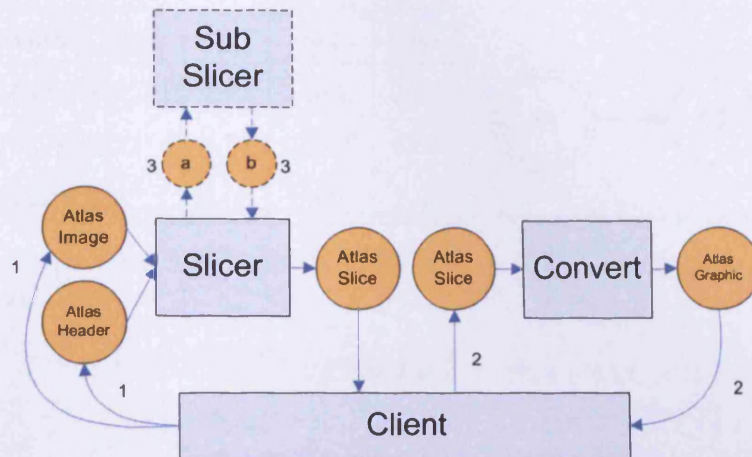 Sub
Slicer
3
a
b
3
Atlas
Image
Atlas
Header
Slicer
Atlas
Slice
Atlas
Slice
Convert
Atlas
Graphic
1
1
2
2
Client